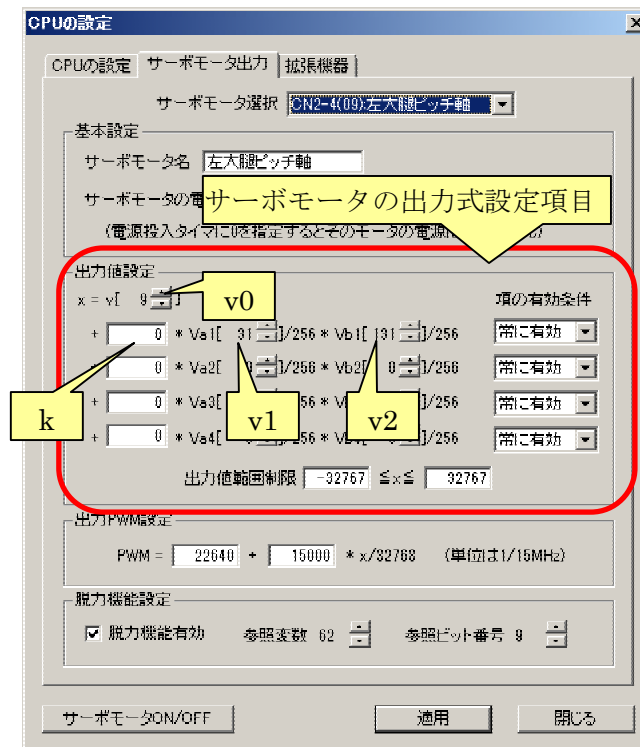 CPUの設定
CPUの設定 サーボモータ出力 拡張機器
サーボモータ選択 CN2-4(09):左大腿ピッチ軸
基本設定
サーボモータ名 左大腿ピッチ軸
サーボモータの電
サーボモータの出力式設定項目
(電源投入タイマに0を指定するとそのモータの電源
出力値設定
x = v[ 9 ]
v0
項の有効条件
+ 0 * Va1[ 31 ]/256 * Vb1[ 131 ]/256 常に有効
+ 0 * Va2[ 0 ]/256 * Vb2[ 0 ]/256 常に有効
+ 0 * Va3[ 56 * V ]/256 常に有効
k
v1
v2
+ 0 * Va4[ ]/256 常に有効
出力値範囲制限 -32767 ≦x≦ 32767
出力PWM設定
PWM = 22640 + 15000 * x/32768 (単位は1/15MHz)
脱力機能設定
脱力機能有効 参照変数 62 参照ビット番号 9
サーボモータON/OFF 適用 閉じる